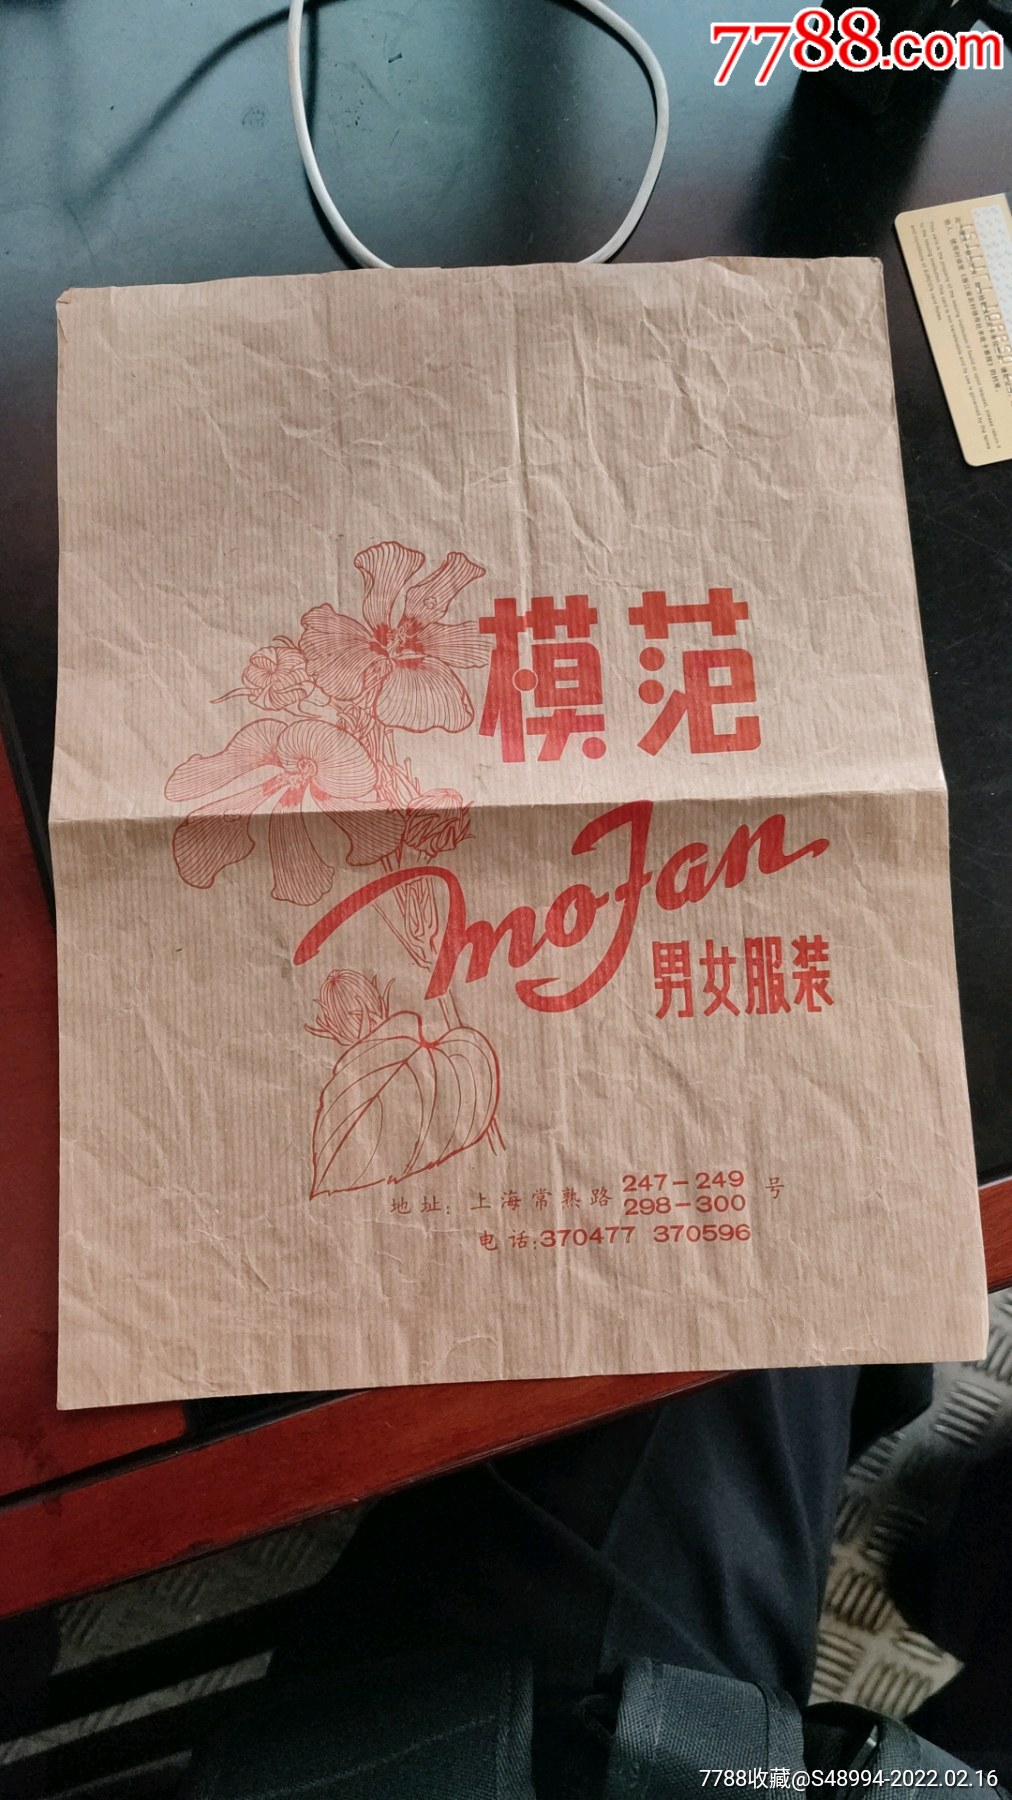 7788.com
模范
moFan
男女服装
地址: 上海常熟路 247-249 298-300 号
电话:370477 370596
7788收藏@S48994-2022.02.16